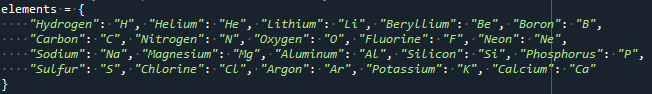 elements = {
    "Hydrogen": "H", "Helium": "He", "Lithium": "Li", "Beryllium": "Be", "Boron": "B",
    "Carbon": "C", "Nitrogen": "N", "Oxygen": "O", "Fluorine": "F", "Neon": "Ne",
    "Sodium": "Na", "Magnesium": "Mg", "Aluminum": "Al", "Silicon": "Si", "Phosphorus": "P",
    "Sulfur": "S", "Chlorine": "Cl", "Argon": "Ar", "Potassium": "K", "Calcium": "Ca"
}